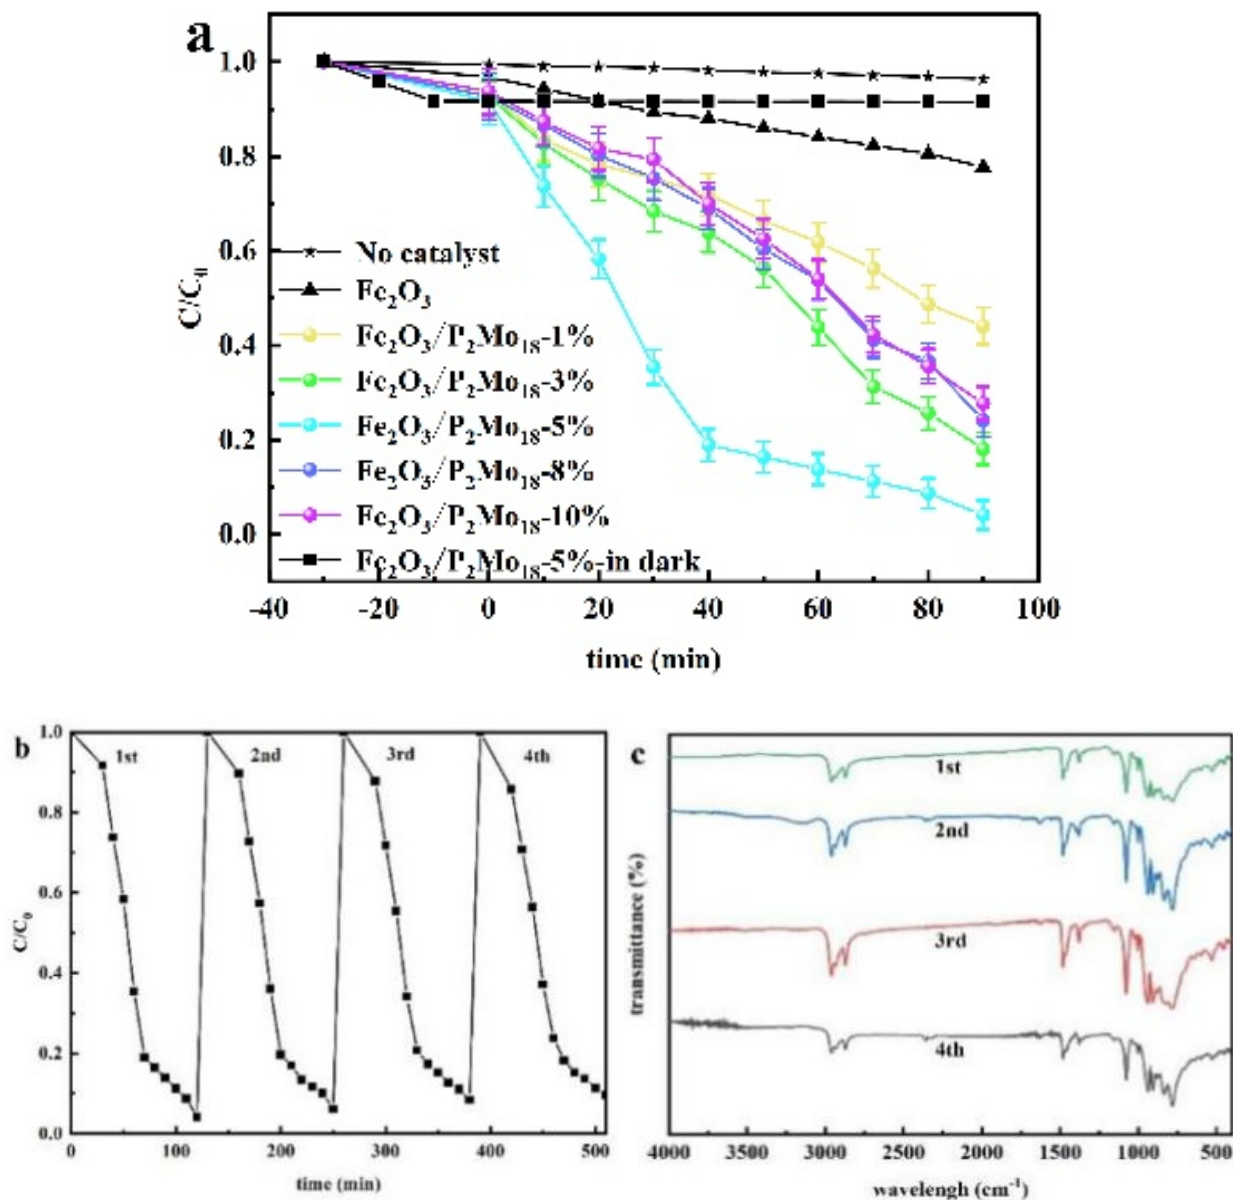 a
1.0
0.8
0.6
0.4
0.2
0.0
C/C₀
No catalyst
Fe₂O₃
Fe₂O₃/P₂Mo₁₈-1%
Fe₂O₃/P₂Mo₁₈-3%
Fe₂O₃/P₂Mo₁₈-5%
Fe₂O₃/P₂Mo₁₈-8%
Fe₂O₃/P₂Mo₁₈-10%
Fe₂O₃/P₂Mo₁₈-5%-in dark
-40 -20 0 20 40 60 80 100
time (min)
b
1.0
0.8
0.6
0.4
0.2
0.0
C/C₀
1st 2nd 3rd 4th
0 100 200 300 400 500
time (min)
c
transmittance (%)
1st
2nd
3rd
4th
4000 3500 3000 2500 2000 1500 1000 500
wavelengh (cm⁻¹)